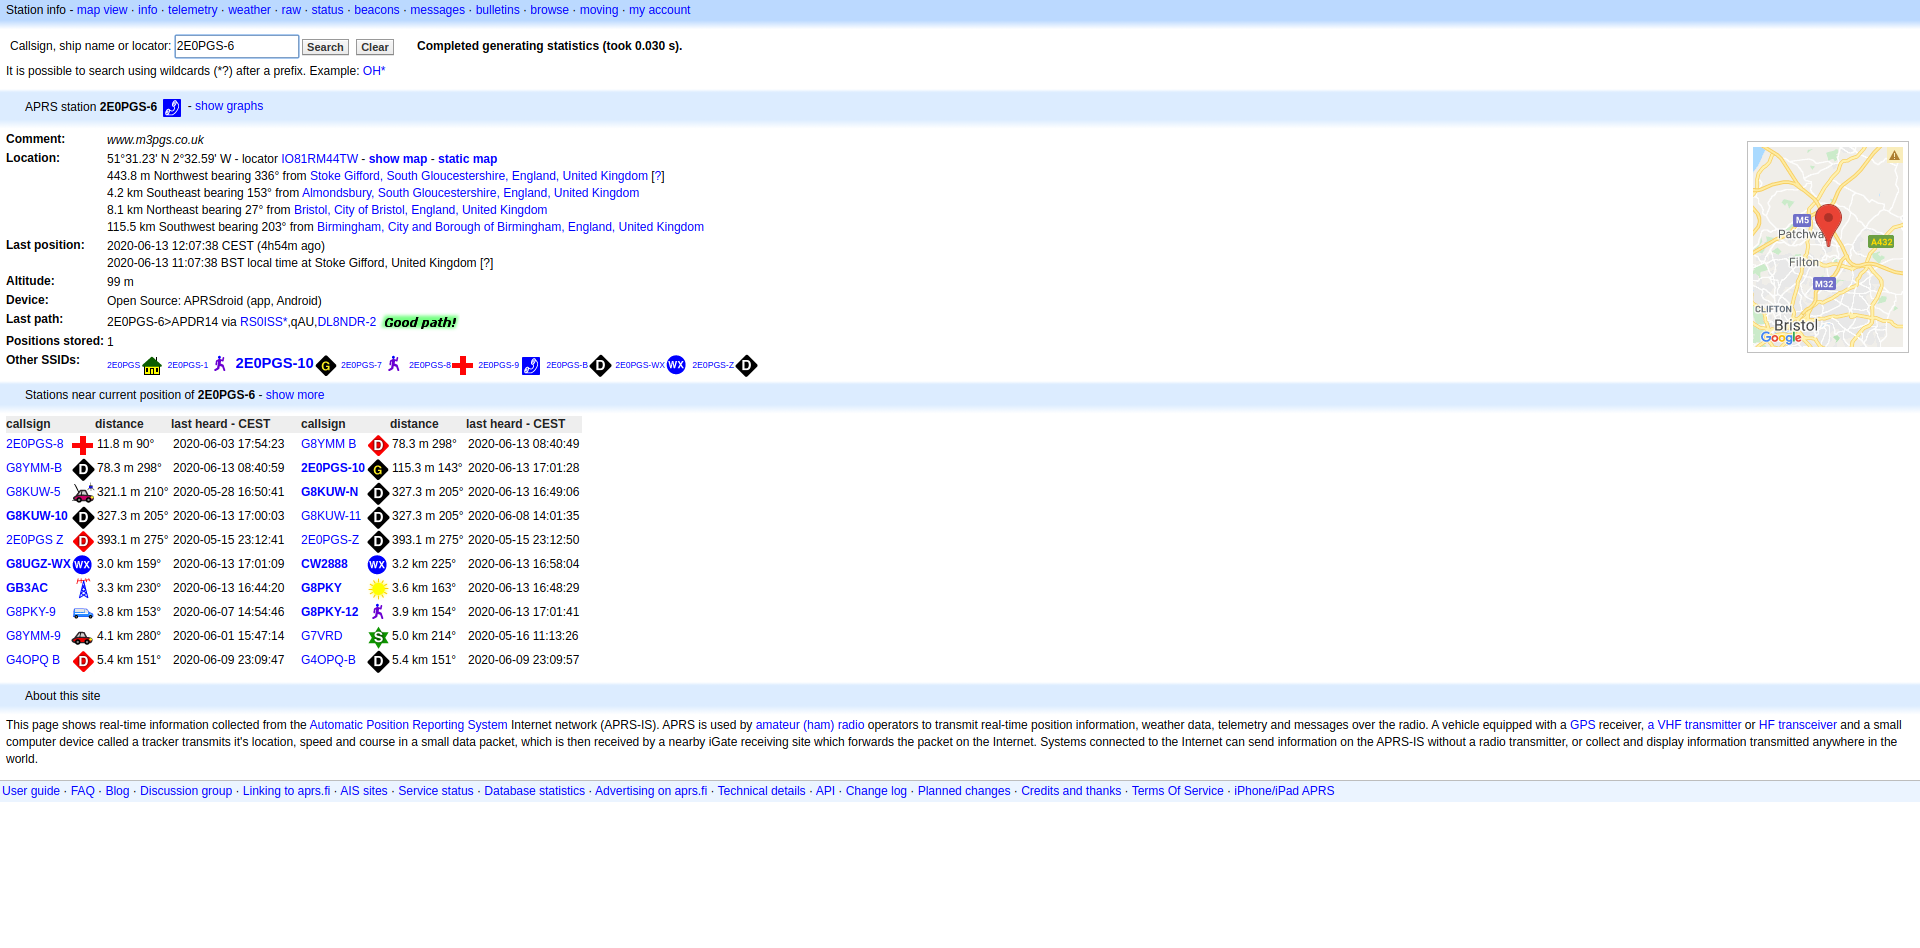 Station info - map view · info · telemetry · weather · raw · status · beacons · messages · bulletins · browse · moving · my account
Callsign, ship name or locator: 2E0PGS-6 Search Clear Completed generating statistics (took 0.030 s).
It is possible to search using wildcards (*?) after a prefix. Example: OH*
APRS station 2E0PGS-6 - show graphs
Comment: www.m3pgs.co.uk
Location: 51°31.23' N 2°32.59' W - locator IO81RM44TW - show map - static map
443.8 m Northwest bearing 336° from Stoke Gifford, South Gloucestershire, England, United Kingdom [?]
4.2 km Southeast bearing 153° from Almondsbury, South Gloucestershire, England, United Kingdom
8.1 km Northeast bearing 27° from Bristol, City of Bristol, England, United Kingdom
115.5 km Southwest bearing 203° from Birmingham, City and Borough of Birmingham, England, United Kingdom
Last position: 2020-06-13 12:07:38 CEST (4h54m ago)
2020-06-13 11:07:38 BST local time at Stoke Gifford, United Kingdom [?]
Altitude: 99 m
Device: Open Source: APRSdroid (app, Android)
Last path: 2E0PGS-6>APDR14 via RS0ISS*,qAU,DL8NDR-2 Good path!
Positions stored: 1
Other SSIDs: 2E0PGS 2E0PGS-1 2E0PGS-10 G 2E0PGS-7 2E0PGS-8 2E0PGS-9 2E0PGS-B D 2E0PGS-WX WX 2E0PGS-Z D
M5
Patchwa
A432
Filton
M32
CLIFTON
Bristol
Google
Stations near current position of 2E0PGS-6 - show more
callsign distance last heard - CEST callsign distance last heard - CEST
2E0PGS-8 11.8 m 90° 2020-06-03 17:54:23 G8YMM B D 78.3 m 298° 2020-06-13 08:40:49
G8YMM-B D 78.3 m 298° 2020-06-13 08:40:59 2E0PGS-10 G 115.3 m 143° 2020-06-13 17:01:28
G8KUW-5 321.1 m 210° 2020-05-28 16:50:41 G8KUW-N D 327.3 m 205° 2020-06-13 16:49:06
G8KUW-10 D 327.3 m 205° 2020-06-13 17:00:03 G8KUW-11 D 327.3 m 205° 2020-06-08 14:01:35
2E0PGS Z D 393.1 m 275° 2020-05-15 23:12:41 2E0PGS-Z D 393.1 m 275° 2020-05-15 23:12:50
G8UGZ-WX WX 3.0 km 159° 2020-06-13 17:01:09 CW2888 WX 3.2 km 225° 2020-06-13 16:58:04
GB3AC 3.3 km 230° 2020-06-13 16:44:20 G8PKY 3.6 km 163° 2020-06-13 16:48:29
G8PKY-9 3.8 km 153° 2020-06-07 14:54:46 G8PKY-12 3.9 km 154° 2020-06-13 17:01:41
G8YMM-9 4.1 km 280° 2020-06-01 15:47:14 G7VRD S 5.0 km 214° 2020-05-16 11:13:26
G4OPQ B D 5.4 km 151° 2020-06-09 23:09:47 G4OPQ-B D 5.4 km 151° 2020-06-09 23:09:57
About this site
This page shows real-time information collected from the Automatic Position Reporting System Internet network (APRS-IS). APRS is used by amateur (ham) radio operators to transmit real-time position information, weather data, telemetry and messages over the radio. A vehicle equipped with a GPS receiver, a VHF transmitter or HF transceiver and a small
computer device called a tracker transmits it's location, speed and course in a small data packet, which is then received by a nearby iGate receiving site which forwards the packet on the Internet. Systems connected to the Internet can send information on the APRS-IS without a radio transmitter, or collect and display information transmitted anywhere in the
world.
User guide · FAQ · Blog · Discussion group · Linking to aprs.fi · AIS sites · Service status · Database statistics · Advertising on aprs.fi · Technical details · API · Change log · Planned changes · Credits and thanks · Terms Of Service · iPhone/iPad APRS